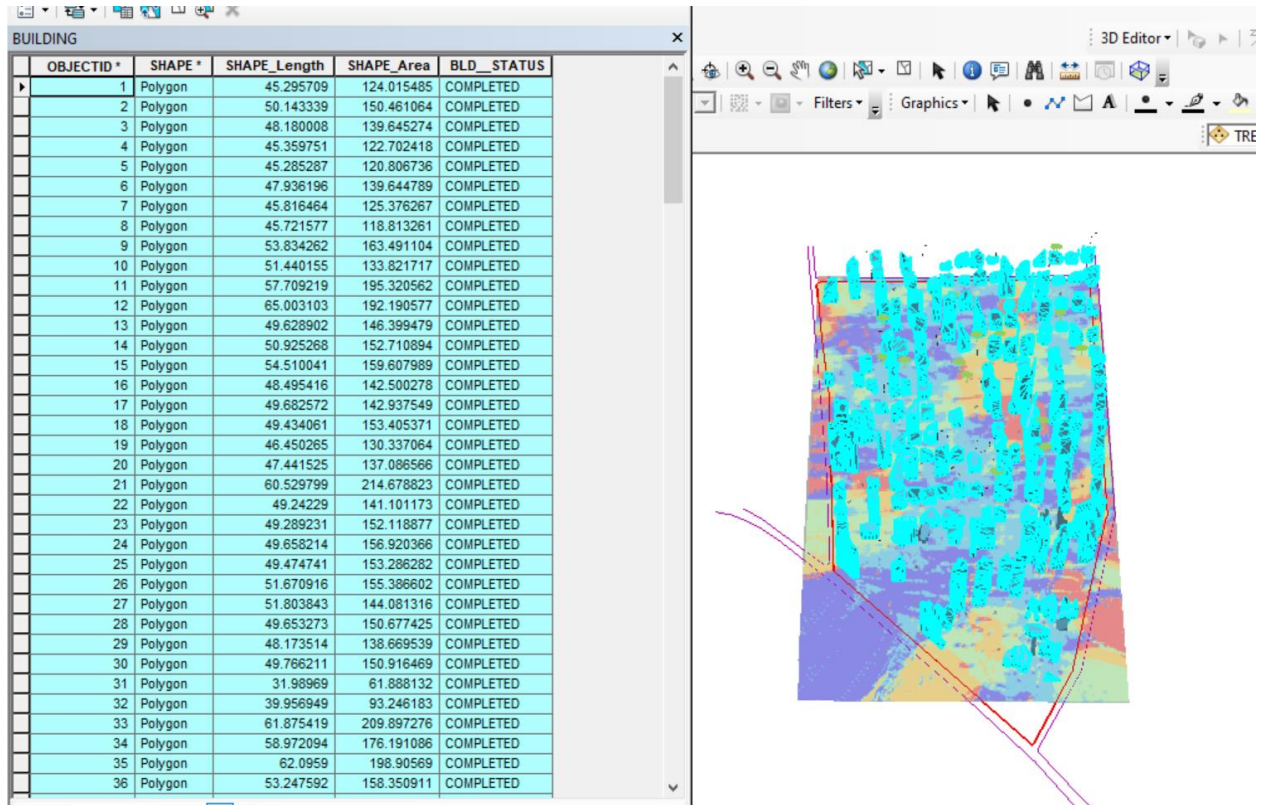 BUILDING
OBJECTID * SHAPE * SHAPE_Length SHAPE_Area BLD__STATUS
1 Polygon 45.295709 124.015485 COMPLETED
2 Polygon 50.143339 150.461064 COMPLETED
3 Polygon 48.180008 139.645274 COMPLETED
4 Polygon 45.359751 122.702418 COMPLETED
5 Polygon 45.285287 120.806736 COMPLETED
6 Polygon 47.936196 139.644789 COMPLETED
7 Polygon 45.816464 125.376267 COMPLETED
8 Polygon 45.721577 118.813261 COMPLETED
9 Polygon 53.834262 163.491104 COMPLETED
10 Polygon 51.440155 133.821717 COMPLETED
11 Polygon 57.709219 195.320562 COMPLETED
12 Polygon 65.003103 192.190577 COMPLETED
13 Polygon 49.628902 146.399479 COMPLETED
14 Polygon 50.925268 152.710894 COMPLETED
15 Polygon 54.510041 159.607989 COMPLETED
16 Polygon 48.495416 142.500278 COMPLETED
17 Polygon 49.682572 142.937549 COMPLETED
18 Polygon 49.434061 153.405371 COMPLETED
19 Polygon 46.450265 130.337064 COMPLETED
20 Polygon 47.441525 137.086566 COMPLETED
21 Polygon 60.529799 214.678823 COMPLETED
22 Polygon 49.24229 141.101173 COMPLETED
23 Polygon 49.289231 152.118877 COMPLETED
24 Polygon 49.658214 156.920366 COMPLETED
25 Polygon 49.474741 153.286282 COMPLETED
26 Polygon 51.670916 155.386602 COMPLETED
27 Polygon 51.803843 144.081316 COMPLETED
28 Polygon 49.653273 150.677425 COMPLETED
29 Polygon 48.173514 138.669539 COMPLETED
30 Polygon 49.766211 150.916469 COMPLETED
31 Polygon 31.98969 61.888132 COMPLETED
32 Polygon 39.956949 93.246183 COMPLETED
33 Polygon 61.875419 209.897276 COMPLETED
34 Polygon 58.972094 176.191086 COMPLETED
35 Polygon 62.0959 198.90569 COMPLETED
36 Polygon 53.247592 158.350911 COMPLETED
3D Editor
Filters Graphics A
TRE